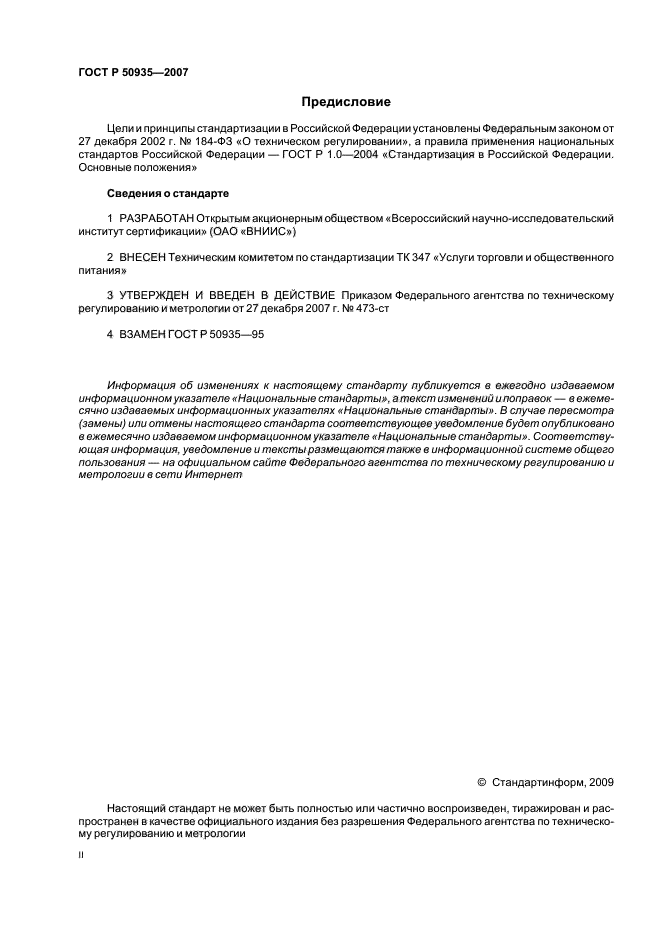 ГОСТ Р 50935—2007
Предисловие
Цели и принципы стандартизации в Российской Федерации установлены Федеральным законом от
27 декабря 2002 г. № 184-ФЗ «О техническом регулировании», а правила применения национальных
стандартов Российской Федерации — ГОСТ Р 1.0—2004 «Стандартизация в Российской Федерации.
Основные положения»
Сведения о стандарте
1 РАЗРАБОТАН Открытым акционерным обществом «Всероссийский научно-исследовательский
институт сертификации» (ОАО «ВНИИС»)
2 ВНЕСЕН Техническим комитетом по стандартизации ТК 347 «Услуги торговли и общественного
питания»
3 УТВЕРЖДЕН И ВВЕДЕН В ДЕЙСТВИЕ Приказом Федерального агентства по техническому
регулированию и метрологии от 27 декабря 2007 г. № 473-ст
4 ВЗАМЕН ГОСТ Р 50935—95
Информация об изменениях к настоящему стандарту публикуется в ежегодно издаваемом
информационном указателе «Национальные стандарты», а текст изменений и поправок — в ежеме-
сячно издаваемых информационных указателях «Национальные стандарты». В случае пересмотра
(замены) или отмены настоящего стандарта соответствующее уведомление будет опубликовано
в ежемесячно издаваемом информационном указателе «Национальные стандарты». Соответству-
ющая информация, уведомление и тексты размещаются также в информационной системе общего
пользования — на официальном сайте Федерального агентства по техническому регулированию и
метрологии в сети Интернет
© Стандартинформ, 2009
Настоящий стандарт не может быть полностью или частично воспроизведен, тиражирован и рас-
пространен в качестве официального издания без разрешения Федерального агентства по техническо-
му регулированию и метрологии
II